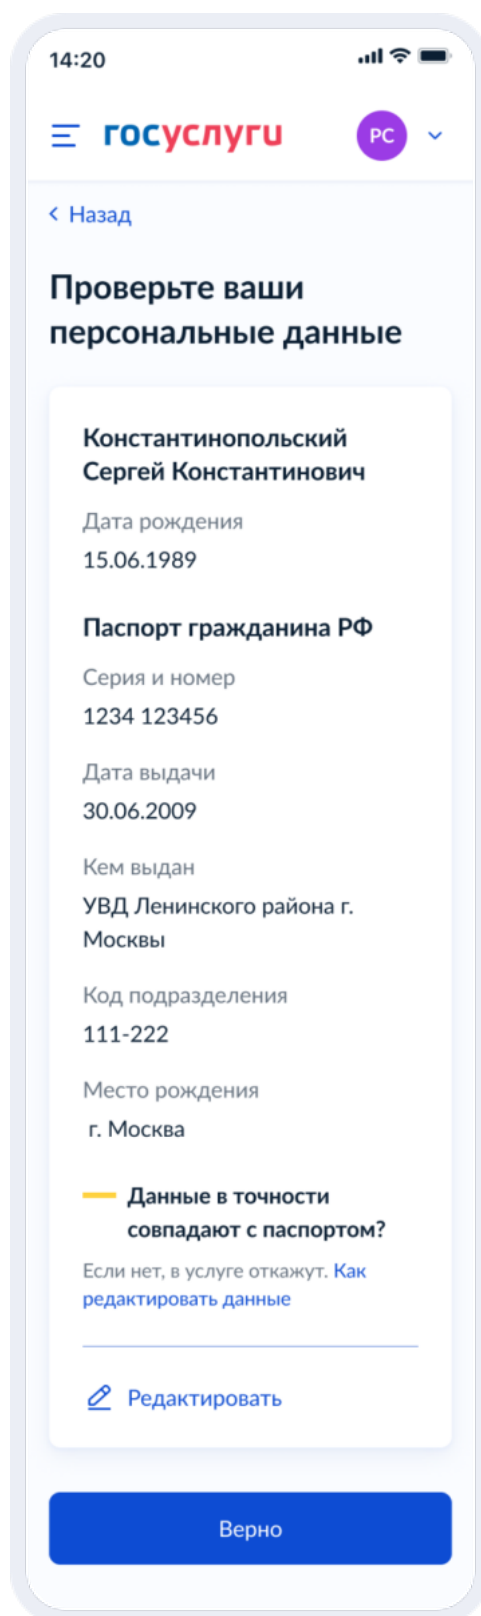 14:20
госуслуги
РС
Назад
Проверьте ваши
персональные данные
Константинопольский
Сергей Константинович
Дата рождения
15.06.1989
Паспорт гражданина РФ
Серия и номер
1234 123456
Дата выдачи
30.06.2009
Кем выдан
УВД Ленинского района г.
Москвы
Код подразделения
111-222
Место рождения
г. Москва
Данные в точности
совпадают с паспортом?
Если нет, в услуге откажут. Как
редактировать данные
Редактировать
Верно